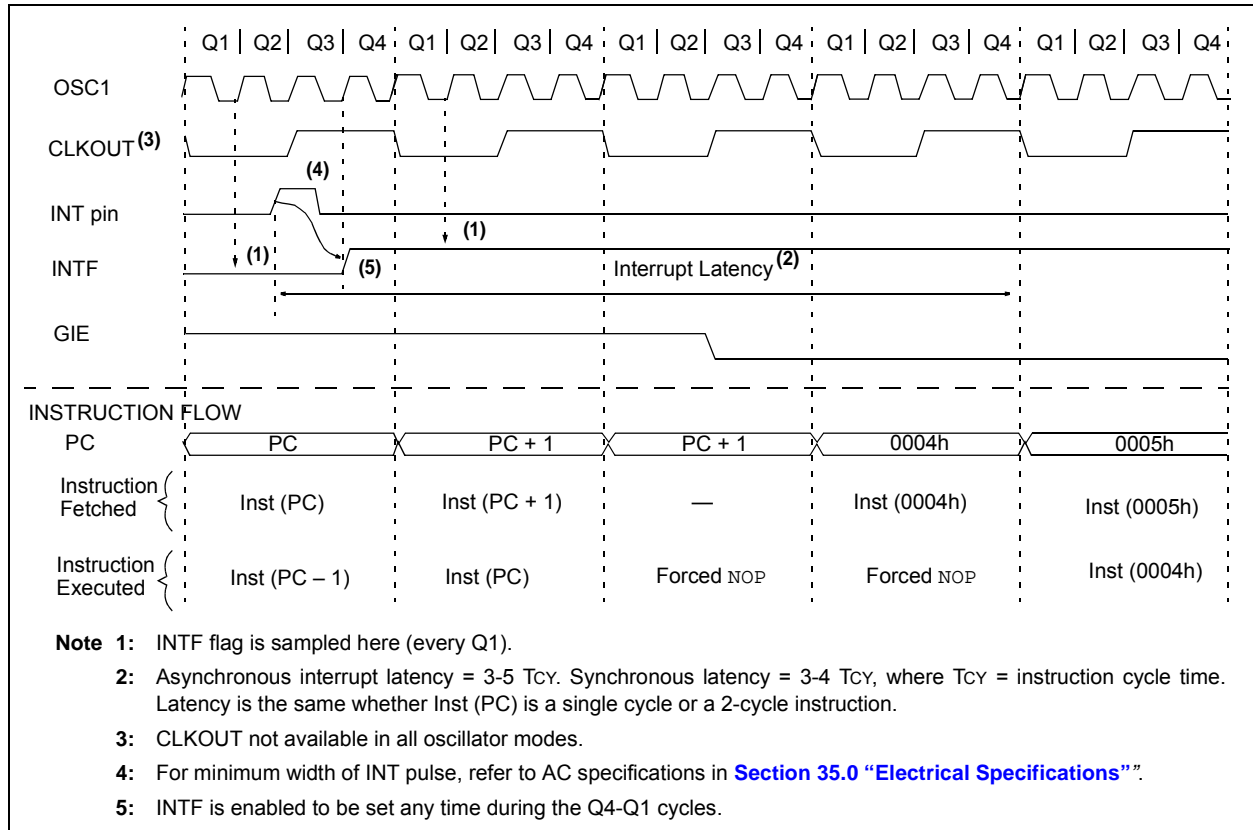 Q1 Q2 Q3 Q4 Q1 Q2 Q3 Q4 Q1 Q2 Q3 Q4 Q1 Q2 Q3 Q4 Q1 Q2 Q3 Q4
OSC1
CLKOUT (3)
(4)
INT pin
(1)
(1)
INTF
(5)
Interrupt Latency (2)
GIE
INSTRUCTION FLOW
PC PC PC + 1 PC + 1 0004h 0005h
Instruction
Fetched
Inst (PC) Inst (PC + 1) — Inst (0004h) Inst (0005h)
Instruction
Executed
Inst (PC – 1) Inst (PC) Forced NOP Forced NOP Inst (0004h)
Note 1: INTF flag is sampled here (every Q1).
2: Asynchronous interrupt latency = 3-5 TCY. Synchronous latency = 3-4 TCY, where TCY = instruction cycle time.
Latency is the same whether Inst (PC) is a single cycle or a 2-cycle instruction.
3: CLKOUT not available in all oscillator modes.
4: For minimum width of INT pulse, refer to AC specifications in Section 35.0 “Electrical Specifications””.
5: INTF is enabled to be set any time during the Q4-Q1 cycles.